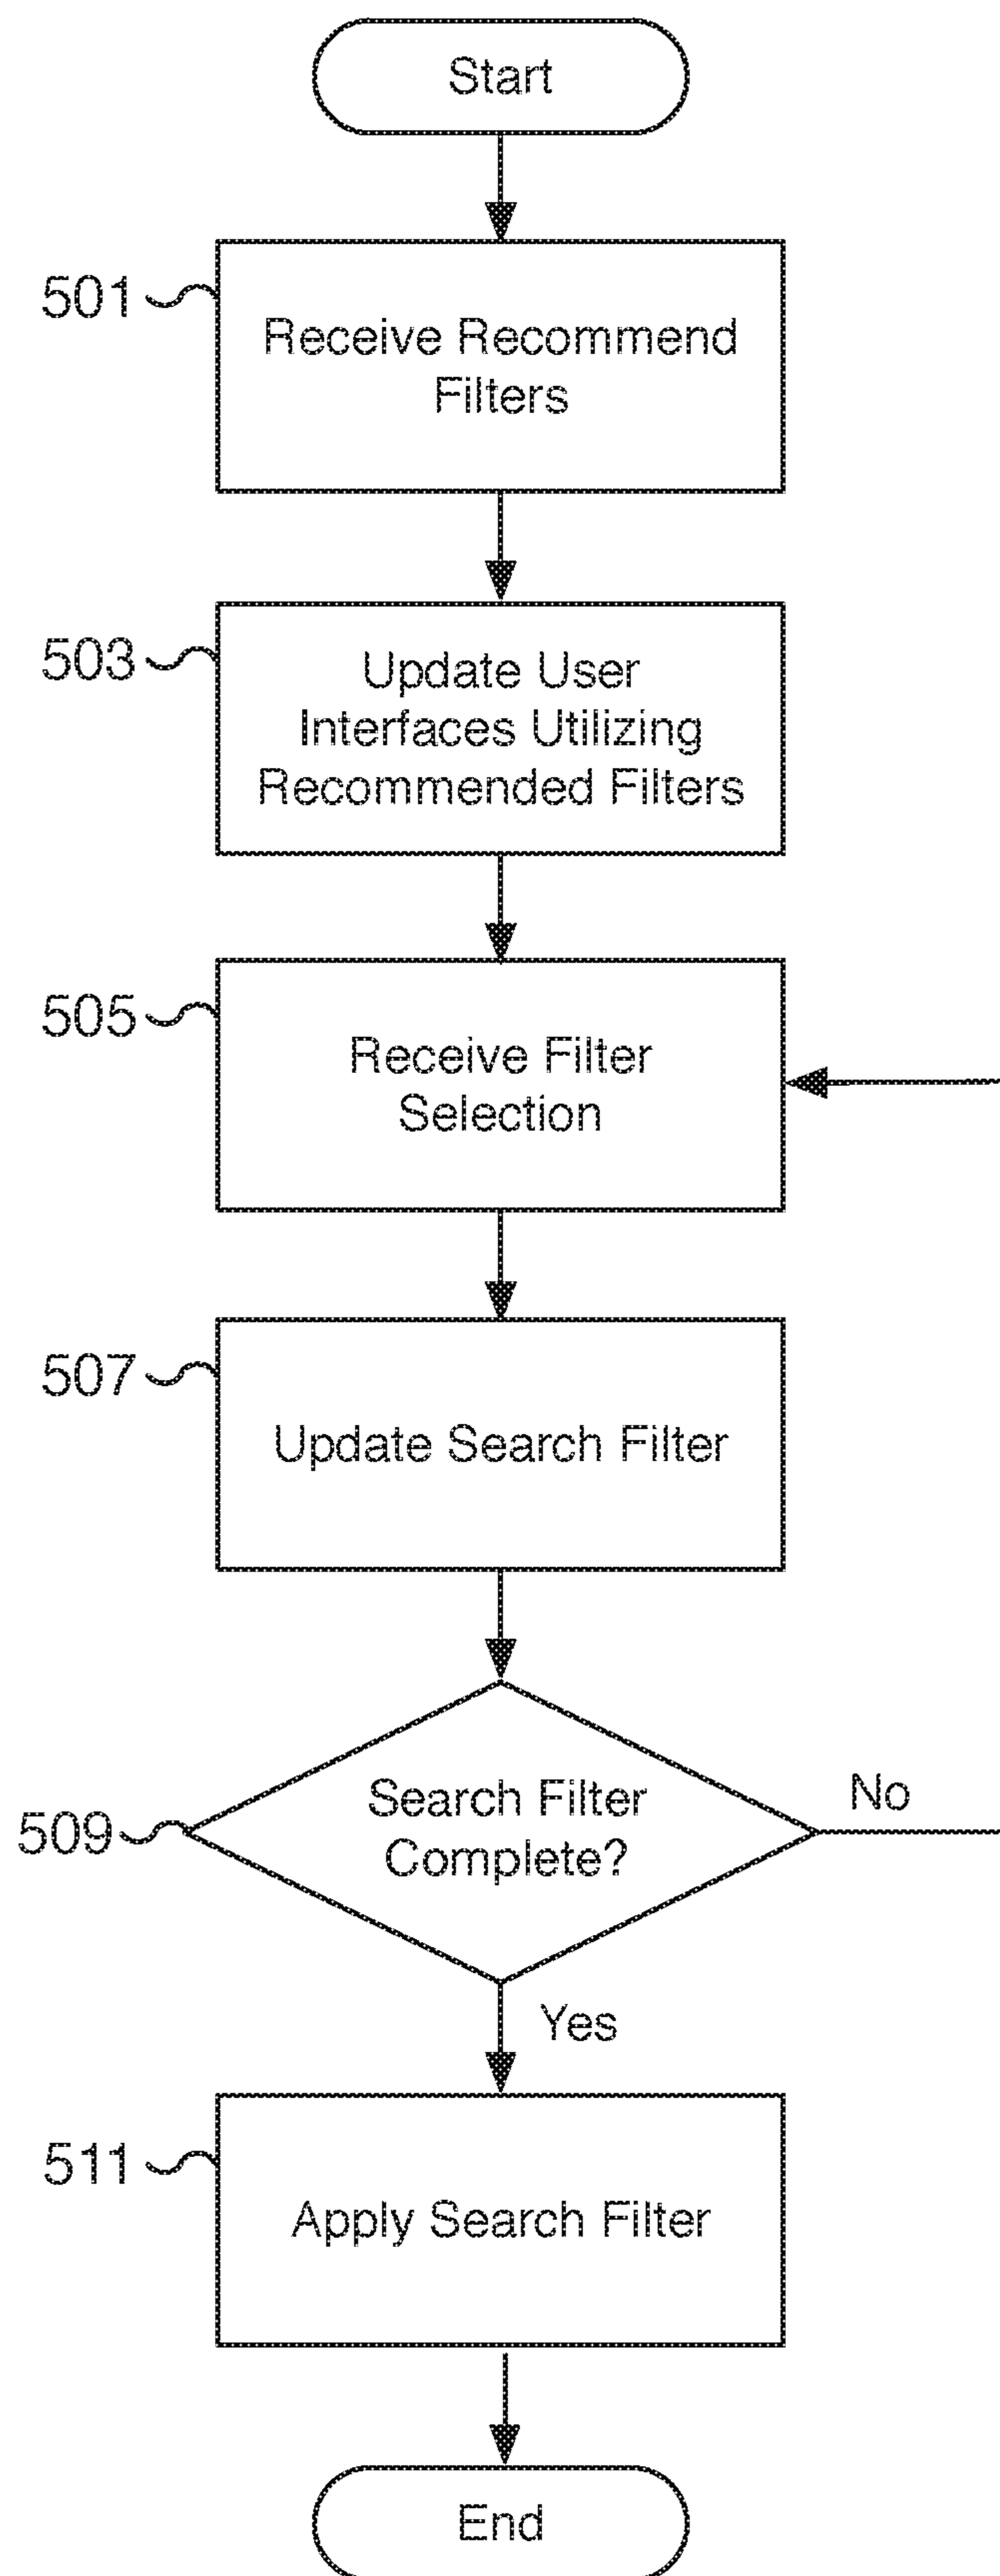 Start
501
Receive Recommend
Filters
503
Update User
Interfaces Utilizing
Recommended Filters
505
Receive Filter
Selection
507
Update Search Filter
509
Search Filter
Complete?
No
Yes
511
Apply Search Filter
End